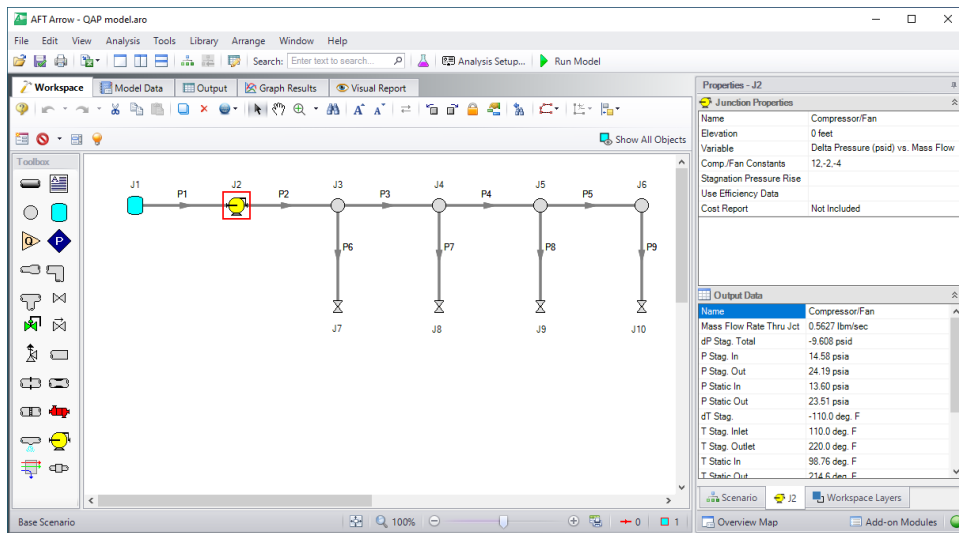 AFT Arrow - QAP model.aro
File Edit View Analysis Tools Library Arrange Window Help
Search: Enter text to search... Analysis Setup... Run Model
Workspace Model Data Output Graph Results Visual Report
Show All Objects
Toolbox
J1 P1 J2 P2 J3 P3 J4 P4 J5 P5 J6
P6 P7 P8 P9
J7 J8 J9 J10
Base Scenario 100% 0 1
Properties - J2
Junction Properties
Name Compressor/Fan
Elevation 0 feet
Variable Delta Pressure (psid) vs. Mass Flow
Comp./Fan Constants 12,-2,-4
Stagnation Pressure Rise
Use Efficiency Data
Cost Report Not Included
Output Data
Name Compressor/Fan
Mass Flow Rate Thru Jct 0.5627 lbm/sec
dP Stag. Total -9.608 psid
P Stag. In 14.58 psia
P Stag. Out 24.19 psia
P Static In 13.60 psia
P Static Out 23.51 psia
dT Stag. -110.0 deg. F
T Stag. Inlet 110.0 deg. F
T Stag. Outlet 220.0 deg. F
T Static In 98.76 deg. F
T Static Out 214.6 deg. F
Scenario J2 Workspace Layers
Overview Map Add-on Modules